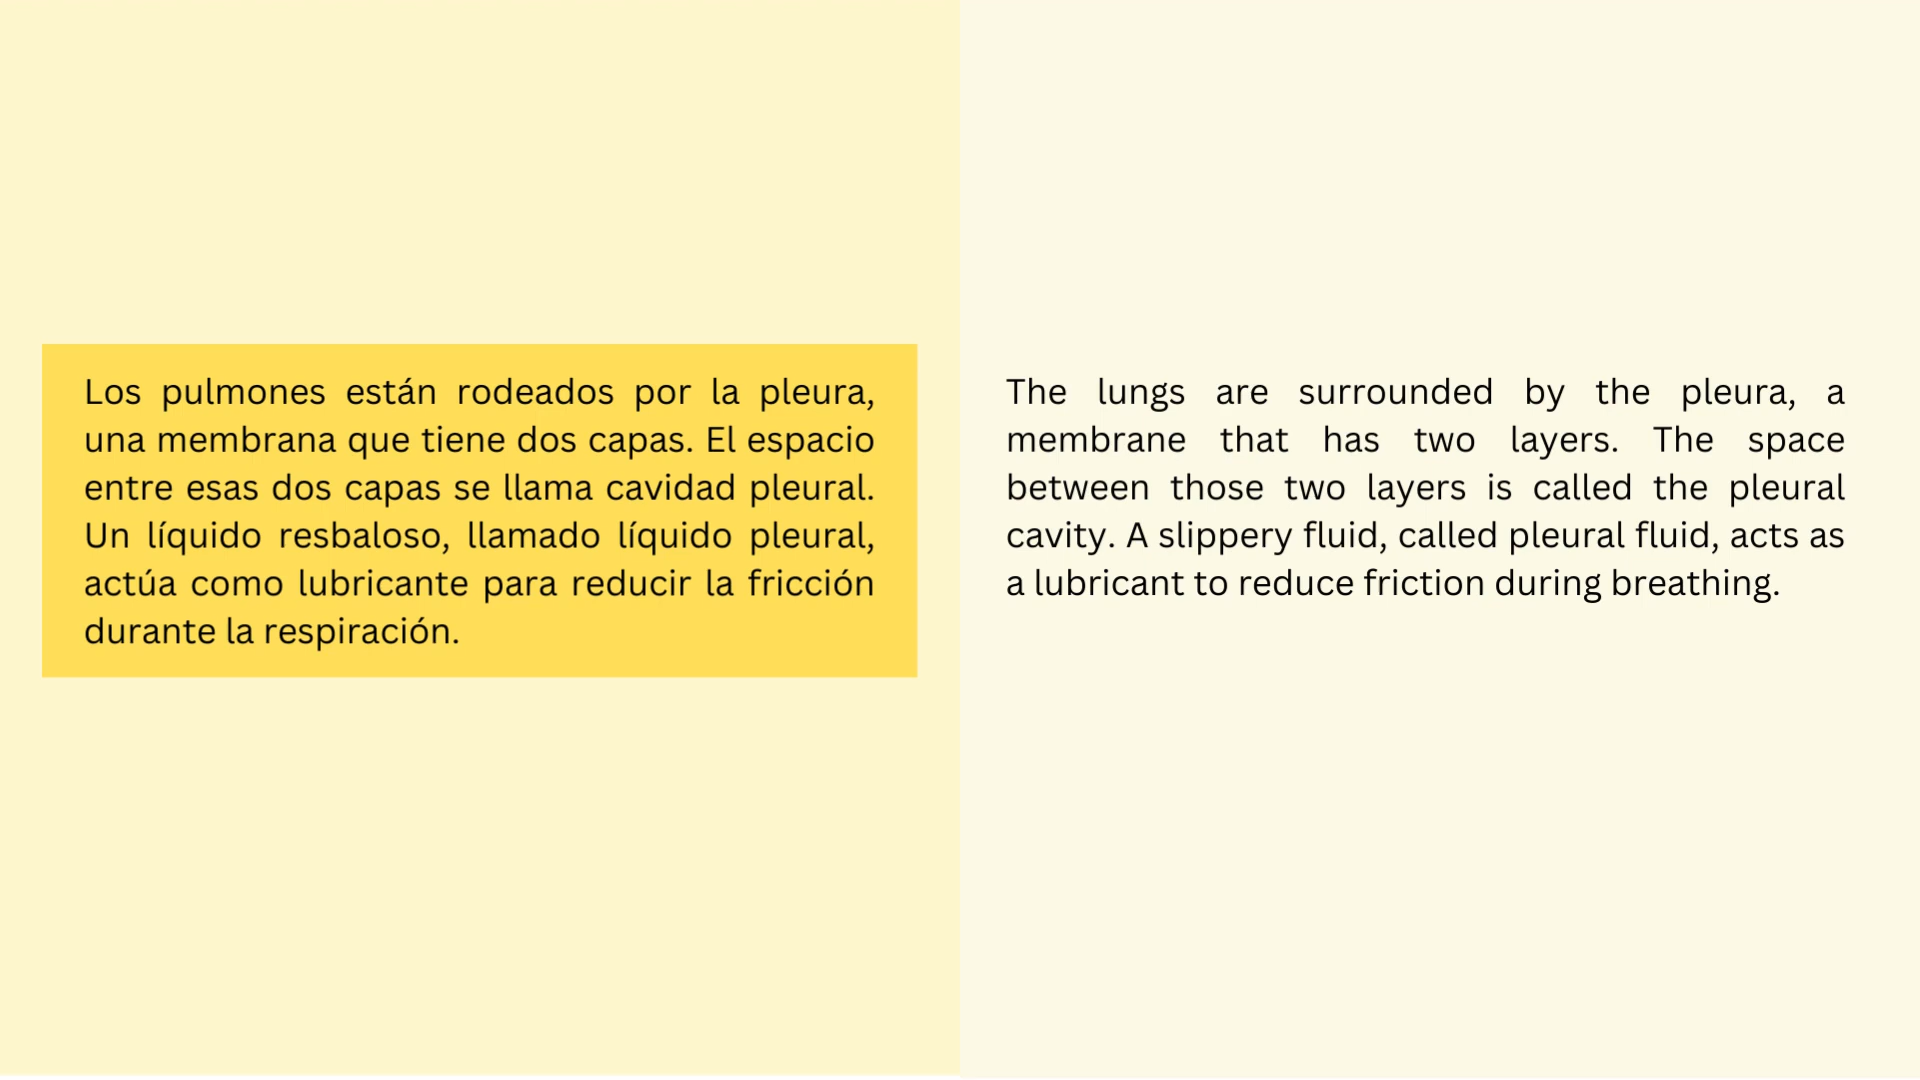 Los pulmones están rodeados por la pleura,
una membrana que tiene dos capas. El espacio
entre esas dos capas se llama cavidad pleural.
Un líquido resbaloso, llamado líquido pleural,
actúa como lubricante para reducir la fricción
durante la respiración.
The lungs are surrounded by the pleura, a
membrane that has two layers. The space
between those two layers is called the pleural
cavity. A slippery fluid, called pleural fluid, acts as
a lubricant to reduce friction during breathing.